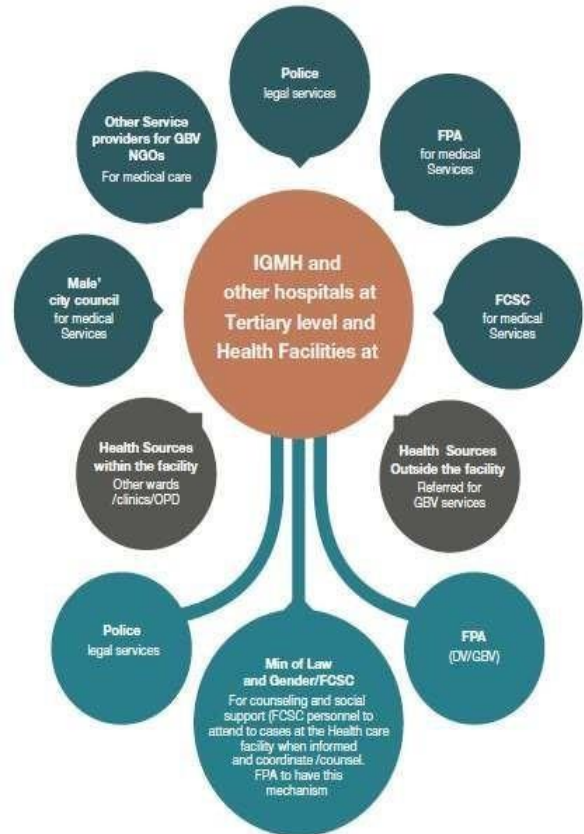 Police
legal services
Other Service
providers for GBV
NGOs
For medical care
FPA
for medical
Services
Male'
city council
for medical
Services
IGMH and
other hospitals at
Tertiary level and
Health Facilities at
FCSC
for medical
Services
Health Sources
within the facility
Other wards
/clinics/OPD
Health Sources
Outside the facility
Referred for
GBV services
Police
legal services
Min of Law
and Gender/FCSC
For counseling and social
support (FCSC personnel to
attend to cases at the Health care
facility when informed
and coordinate /counsel.
FPA to have this
mechanism
FPA
(DV/GBV)